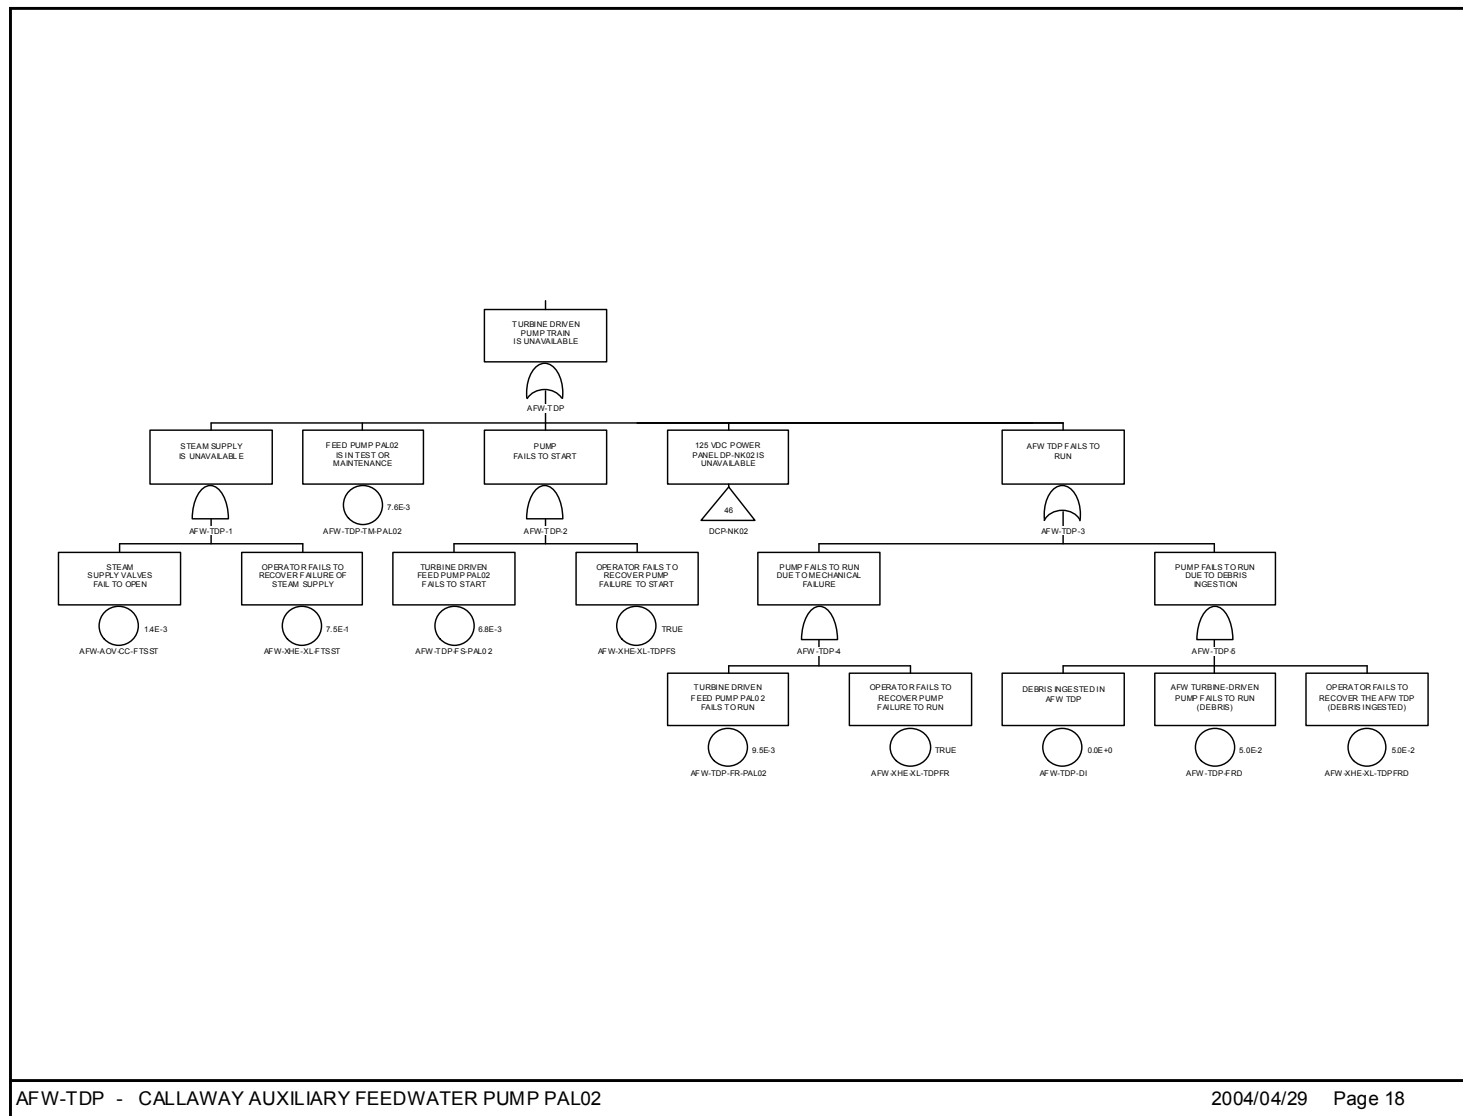 TURBINE DRIVEN
PUMP TRAIN
IS UNAVAILABLE
AFW-TDP
STEAM SUPPLY
IS UNAVAILABLE
AFW-TDP-1
FEED PUMP PAL02
IS IN TEST OR
MAINTENANCE
7.6E-3
AFW-TDP-TM-PAL02
PUMP
FAILS TO START
AFW-TDP-2
125 VDC POWER
PANEL DP-NK02 IS
UNAVAILABLE
46
DCP-NK02
AFW TDP FAILS TO
RUN
AFW-TDP-3
STEAM
SUPPLY VALVES
FAIL TO OPEN
1.4E-3
AFW-AOV-CC-FTSST
OPERATOR FAILS TO
RECOVER FAILURE OF
STEAM SUPPLY
7.5E-1
AFW-XHE-XL-FTSST
TURBINE DRIVEN
FEED PUMP PAL02
FAILS TO START
6.8E-3
AFW-TDP-FS-PAL02
OPERATOR FAILS TO
RECOVER PUMP
FAILURE TO START
TRUE
AFW-XHE-XL-TDPFS
PUMP FAILS TO RUN
DUE TO MECHANICAL
FAILURE
AFW-TDP-4
PUMP FAILS TO RUN
DUE TO DEBRIS
INGESTION
AFW-TDP-5
TURBINE DRIVEN
FEED PUMP PAL02
FAILS TO RUN
9.5E-3
AFW-TDP-FR-PAL02
OPERATOR FAILS TO
RECOVER PUMP
FAILURE TO RUN
TRUE
AFW-XHE-XL-TDPFR
DEBRIS INGESTED IN
AFW TDP
0.0E+0
AFW-TDP-DI
AFW TURBINE-DRIVEN
PUMP FAILS TO RUN
(DEBRIS)
5.0E-2
AFW-TDP-FRD
OPERATOR FAILS TO
RECOVER THE AFW TDP
(DEBRIS INGESTED)
5.0E-2
AFW-XHE-XL-TDPFRD
AFW-TDP - CALLAWAY AUXILIARY FEEDWATER PUMP PAL02
2004/04/29 Page 18